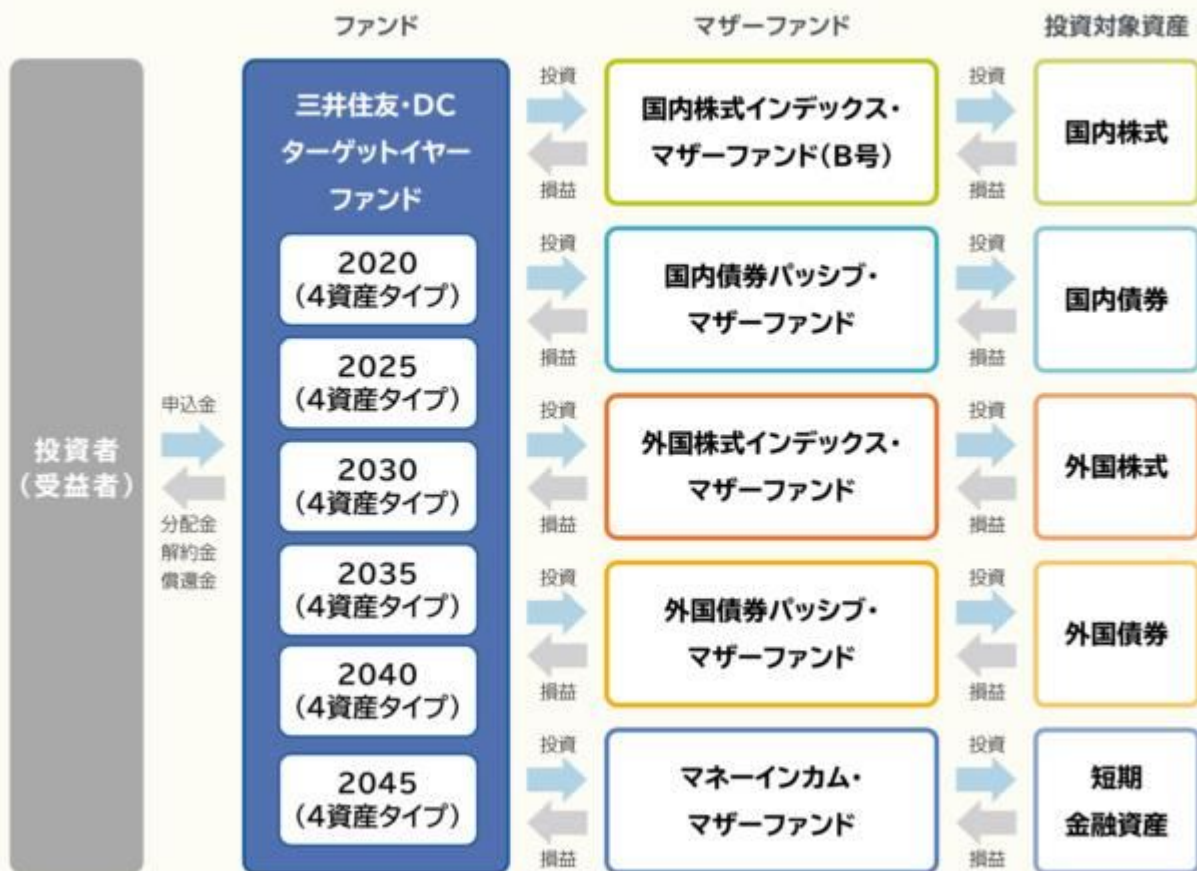 ファンド
マザーファンド
投資対象資産
投資者
（受益者）
申込金
分配金
解約金
償還金
三井住友・DC
ターゲットイヤー
ファンド
2020
（4資産タイプ）
2025
（4資産タイプ）
2030
（4資産タイプ）
2035
（4資産タイプ）
2040
（4資産タイプ）
2045
（4資産タイプ）
投資
損益
国内株式インデックス・
マザーファンド（B号）
投資
損益
国内株式
投資
損益
国内債券パッシブ・
マザーファンド
投資
損益
国内債券
投資
損益
外国株式インデックス・
マザーファンド
投資
損益
外国株式
投資
損益
外国債券パッシブ・
マザーファンド
投資
損益
外国債券
投資
損益
マネーインカム・
マザーファンド
投資
損益
短期
金融資産